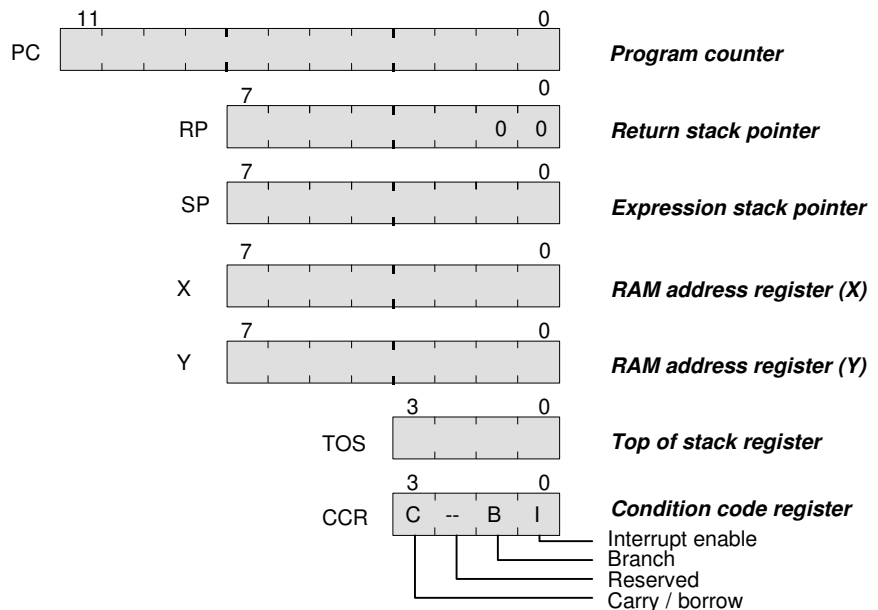 11 0
PC Program counter
7 0
RP 0 0 Return stack pointer
7 0
SP Expression stack pointer
7 0
X RAM address register (X)
7 0
Y RAM address register (Y)
3 0
TOS Top of stack register
3 0
CCR C -- B I Condition code register
Interrupt enable
Branch
Reserved
Carry / borrow